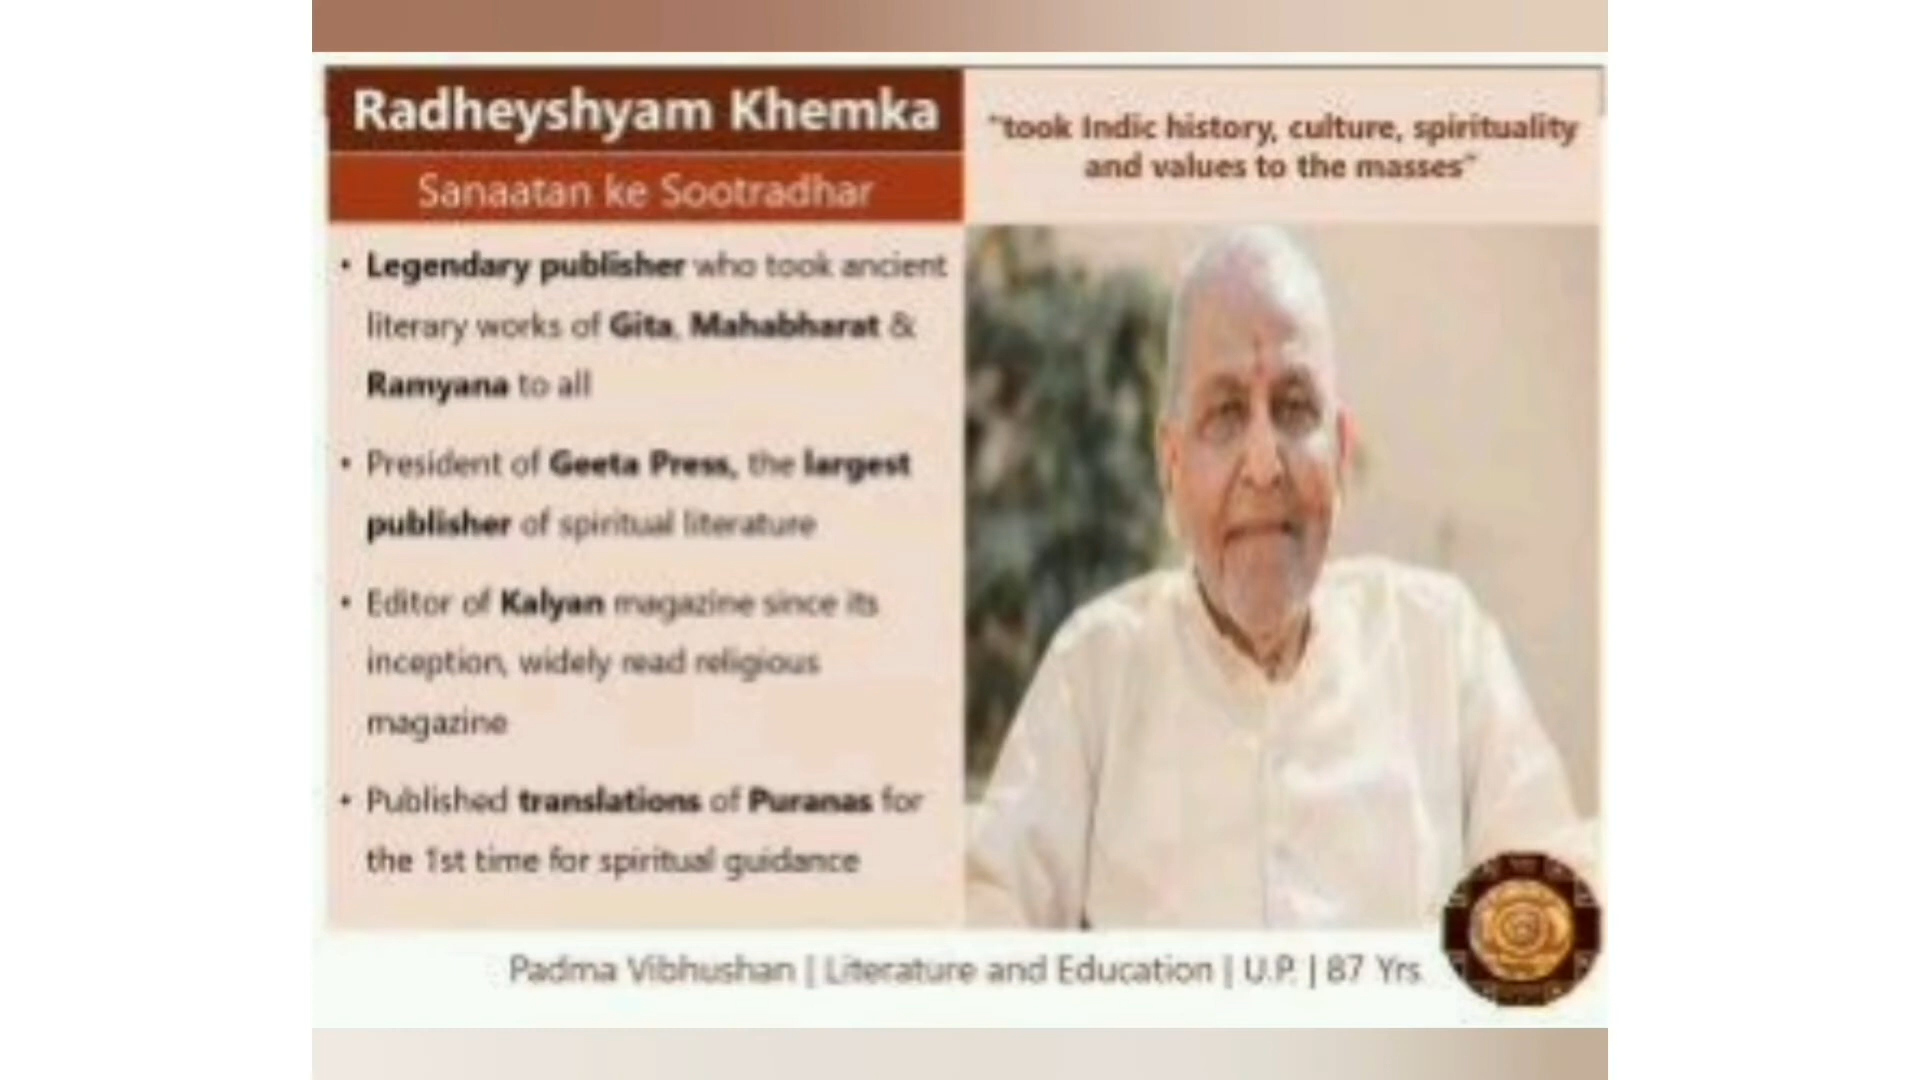 Radheyshyam Khemka
Sanaatan ke Sootradhar
"took Indic history, culture, spirituality
and values to the masses"
• Legendary publisher who took ancient
literary works of Gita, Mahabharat &
Ramyana to all
• President of Geeta Press, the largest
publisher of spiritual literature
• Editor of Kalyan magazine since its
inception, widely read religious
magazine
• Published translations of Puranas for
the 1st time for spiritual guidance
Padma Vibhushan | Literature and Education | U.P. | 87 Yrs